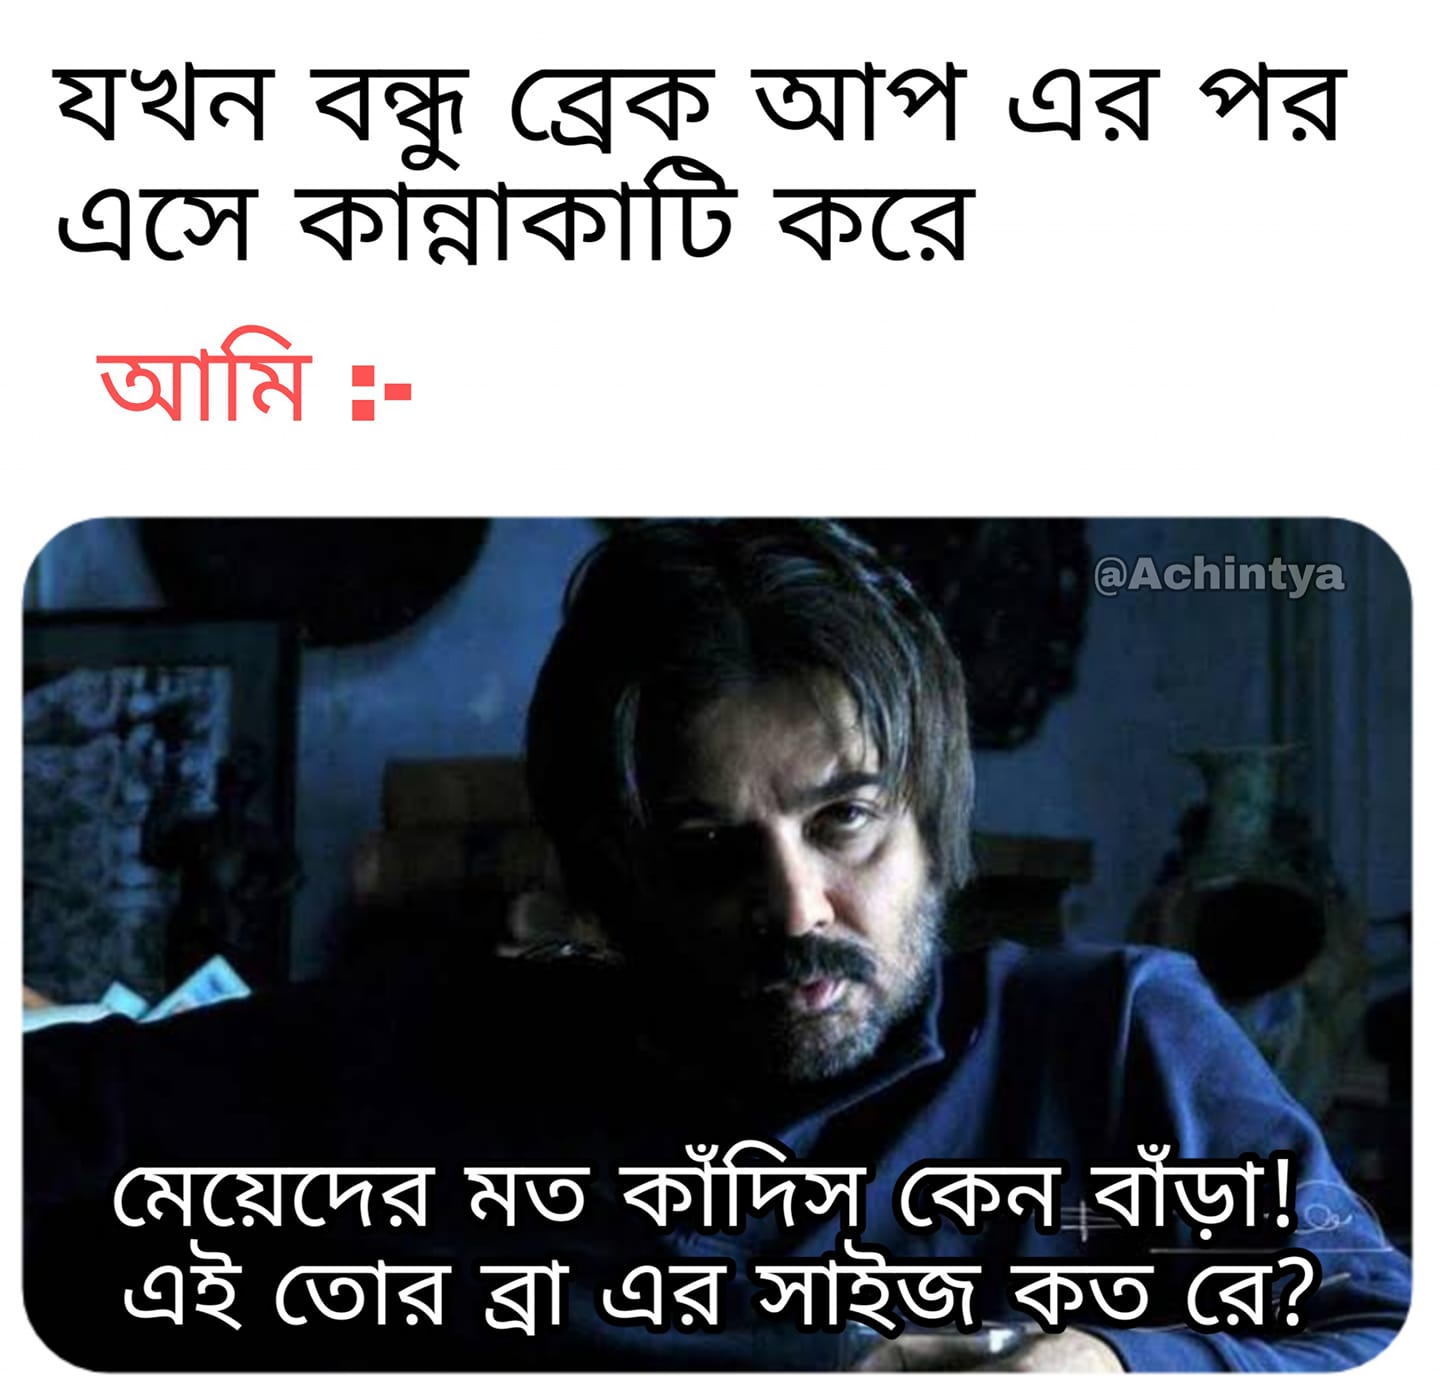 যখন বন্ধু ব্রেক আপ এর পর
এসে কান্নাকাটি করে
আমি :-
@Achintya
মেয়েদের মত কাঁদিস কেন বাঁড়া!
এই তোর ব্রা এর সাইজ কত রে?